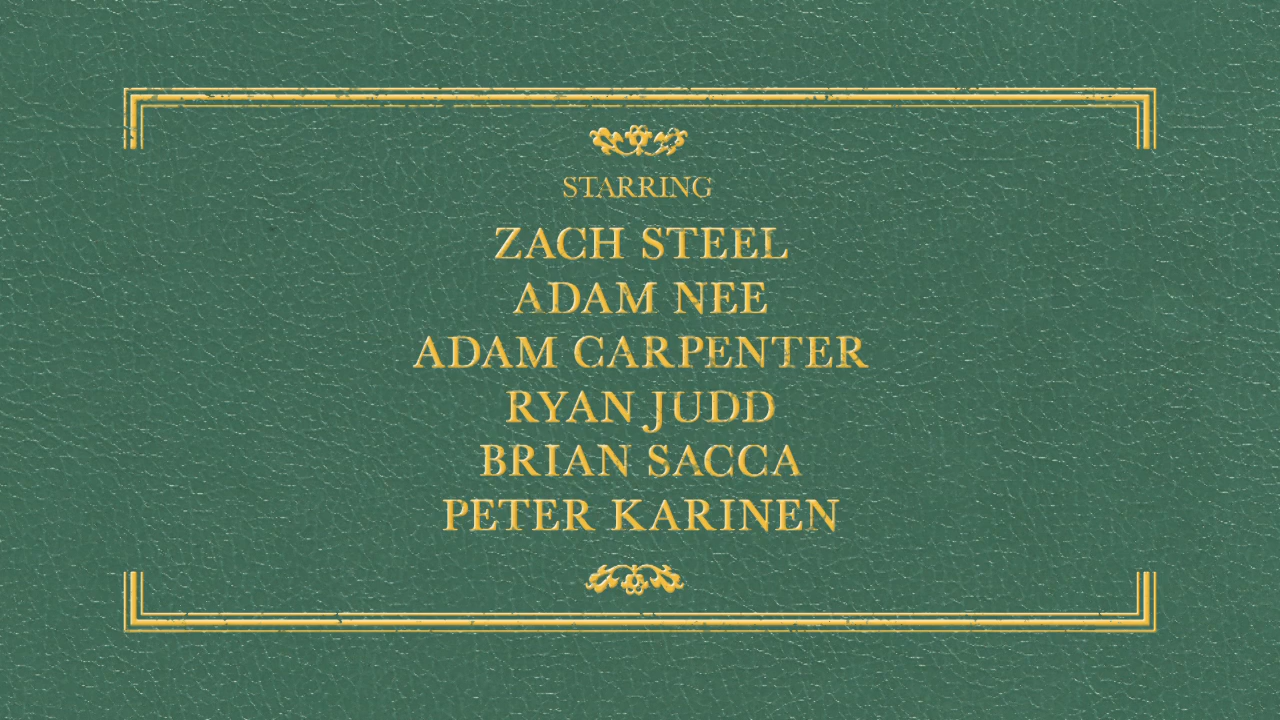 STARRING
ZACH STEEL
ADAM NEE
ADAM CARPENTER
RYAN JUDD
BRIAN SACCA
PETER KARINEN